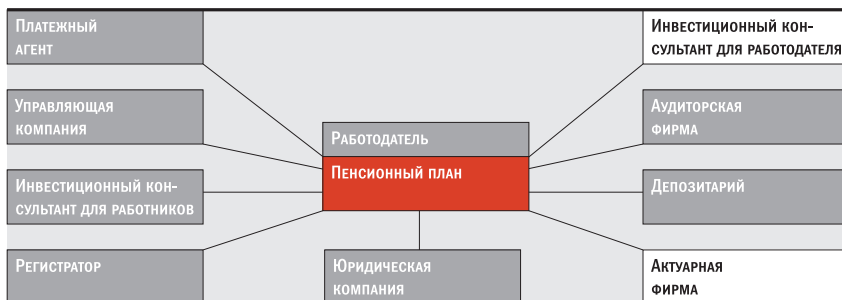 Платежный
агент
Инвестиционный кон-
сультант для работодателя
Управляющая
компания
Аудиторская
фирма
Работодатель
Пенсионный план
Инвестиционный кон-
сультант для работников
Депозитарий
Регистратор
Юридическая
компания
Актуарная
фирма